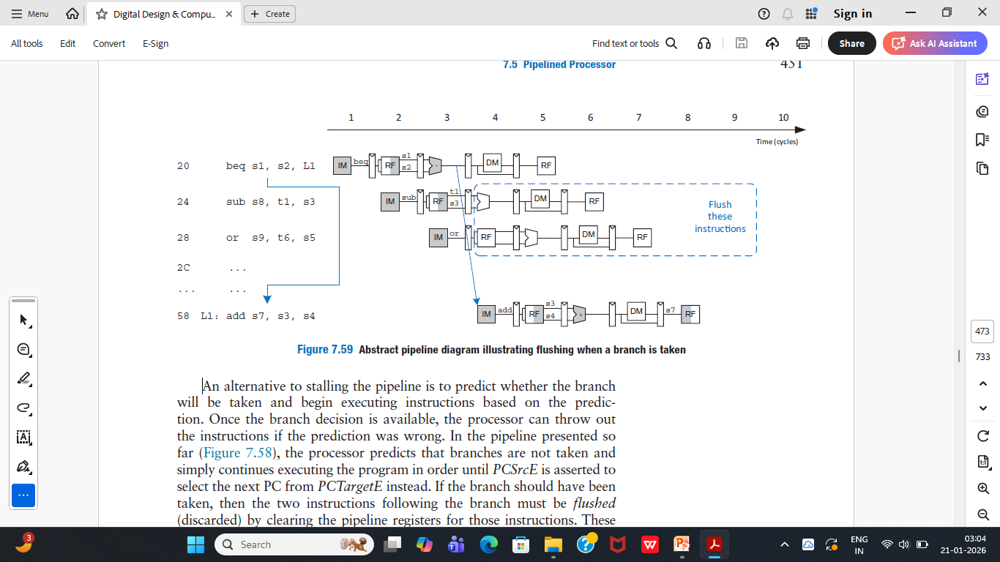 Menu
Digital Design & Compu...
Create
Sign in
All tools
Edit
Convert
E-Sign
Find text or tools
Share
Ask AI Assistant
7.5 Pipelined Processor 451
1 2 3 4 5 6 7 8 9 10
Time (cycles)
20 beq s1, s2, L1 IM beq RF s1 s2 - DM RF
24 sub s8, t1, s3 IM sub RF t1 s3 DM RF
Flush
these
instructions
28 or s9, t6, s5 IM or RF DM RF
2C ...
... ...
58 L1: add s7, s3, s4 IM add RF s3 s4 + DM s7 RF
Figure 7.59 Abstract pipeline diagram illustrating flushing when a branch is taken
An alternative to stalling the pipeline is to predict whether the branch
will be taken and begin executing instructions based on the predic-
tion. Once the branch decision is available, the processor can throw out
the instructions if the prediction was wrong. In the pipeline presented so
far (Figure 7.58), the processor predicts that branches are not taken and
simply continues executing the program in order until PCSrcE is asserted to
select the next PC from PCTargetE instead. If the branch should have been
taken, then the two instructions following the branch must be flushed
(discarded) by clearing the pipeline registers for those instructions. These
473
733
1:1
3
Search
ENG
IN
03:04
21-01-2026